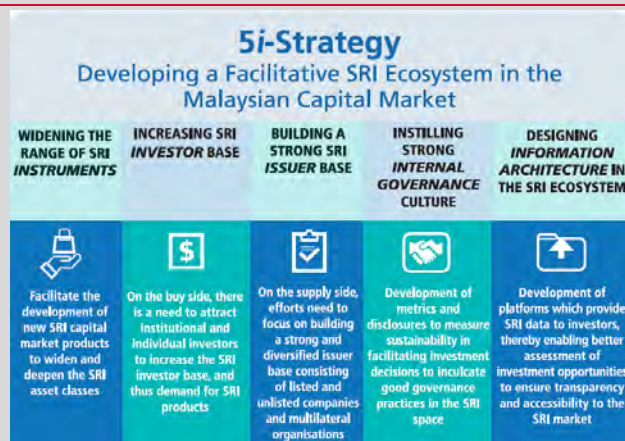 5i-Strategy
Developing a Facilitative SRI Ecosystem in the
Malaysian Capital Market
WIDENING THE
RANGE OF SRI
INSTRUMENTS
INCREASING SRI
INVESTOR BASE
BUILDING A
STRONG SRI
ISSUER BASE
INSTILLING
STRONG
INTERNAL
GOVERNANCE
CULTURE
DESIGNING
INFORMATION
ARCHITECTURE IN
THE SRI ECOSYSTEM
Facilitate the
development of
new SRI capital
market products
to widen and
deepen the SRI
asset classes
On the buy side, there
is a need to attract
institutional and
individual investors
to increase the SRI
investor base, and
thus demand for SRI
products
On the supply side,
efforts need to
focus on building
a strong and
diversified issuer
base consisting
of listed and
unlisted companies
and multilateral
organisations
Development of
metrics and
disclosures to measure
sustainability in
facilitating investment
decisions to inculcate
good governance
practices in the SRI
space
Development of
platforms which provide
SRI data to investors,
thereby enabling better
assessment of
investment opportunities
to ensure transparency
and accessibility to the
SRI market